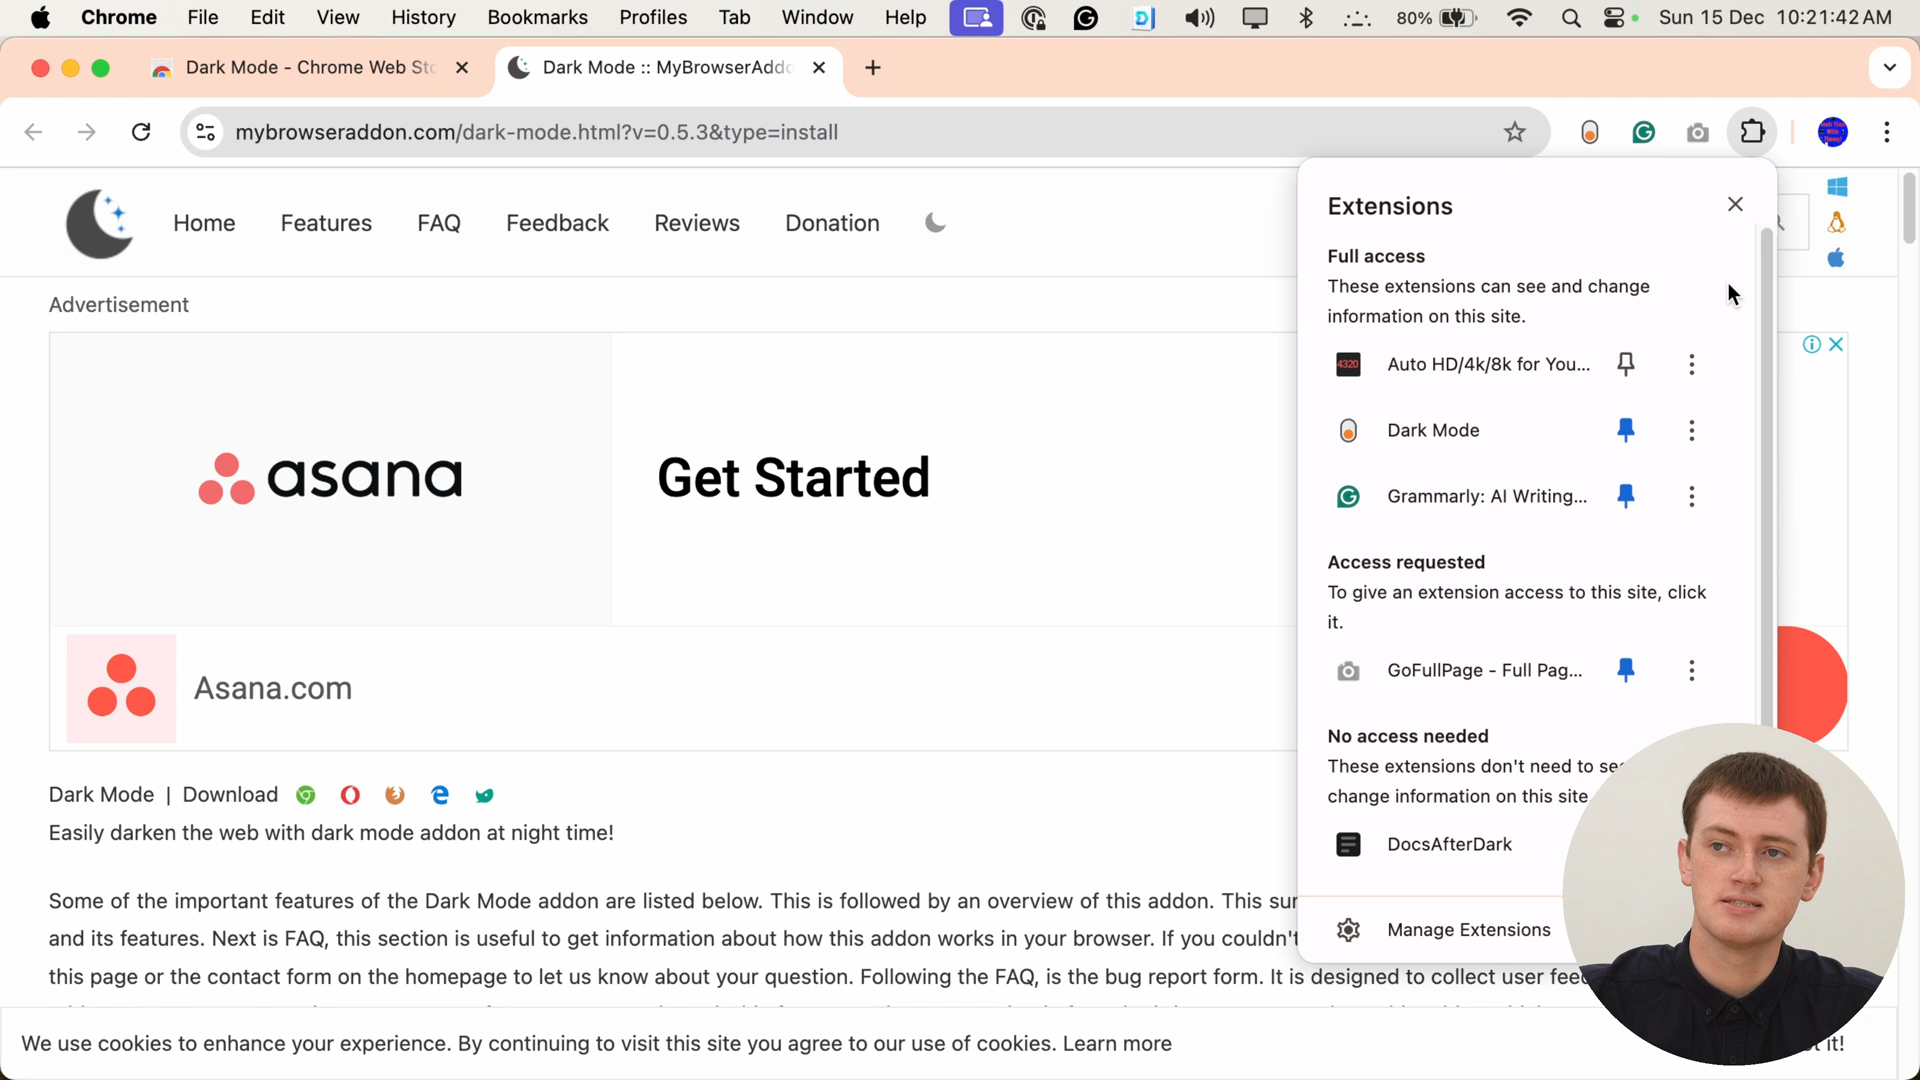 Chrome File Edit View History Bookmarks Profiles Tab Window Help 80% Sun 15 Dec 10:21:42 AM
Dark Mode - Chrome Web Sto
Dark Mode :: MyBrowserAddo
mybrowseraddon.com/dark-mode.html?v=0.5.3&type=install
Home Features FAQ Feedback Reviews Donation
Advertisement
asana
Get Started
Asana.com
Dark Mode | Download
Easily darken the web with dark mode addon at night time!
Some of the important features of the Dark Mode addon are listed below. This is followed by an overview of this addon. This
and its features. Next is FAQ, this section is useful to get information about how this addon works in your browser. If you couldn't
this page or the contact form on the homepage to let us know about your question. Following the FAQ, is the bug report form. It is designed to collect user
We use cookies to enhance your experience. By continuing to visit this site you agree to our use of cookies. Learn more
it!
Extensions
Full access
These extensions can see and change
information on this site.
4320
Auto HD/4k/8k for You...
Dark Mode
Grammarly: AI Writing...
Access requested
To give an extension access to this site, click
it.
GoFullPage - Full Pag...
No access needed
These extensions don't need to
change information on this site.
DocsAfterDark
Manage Extensions